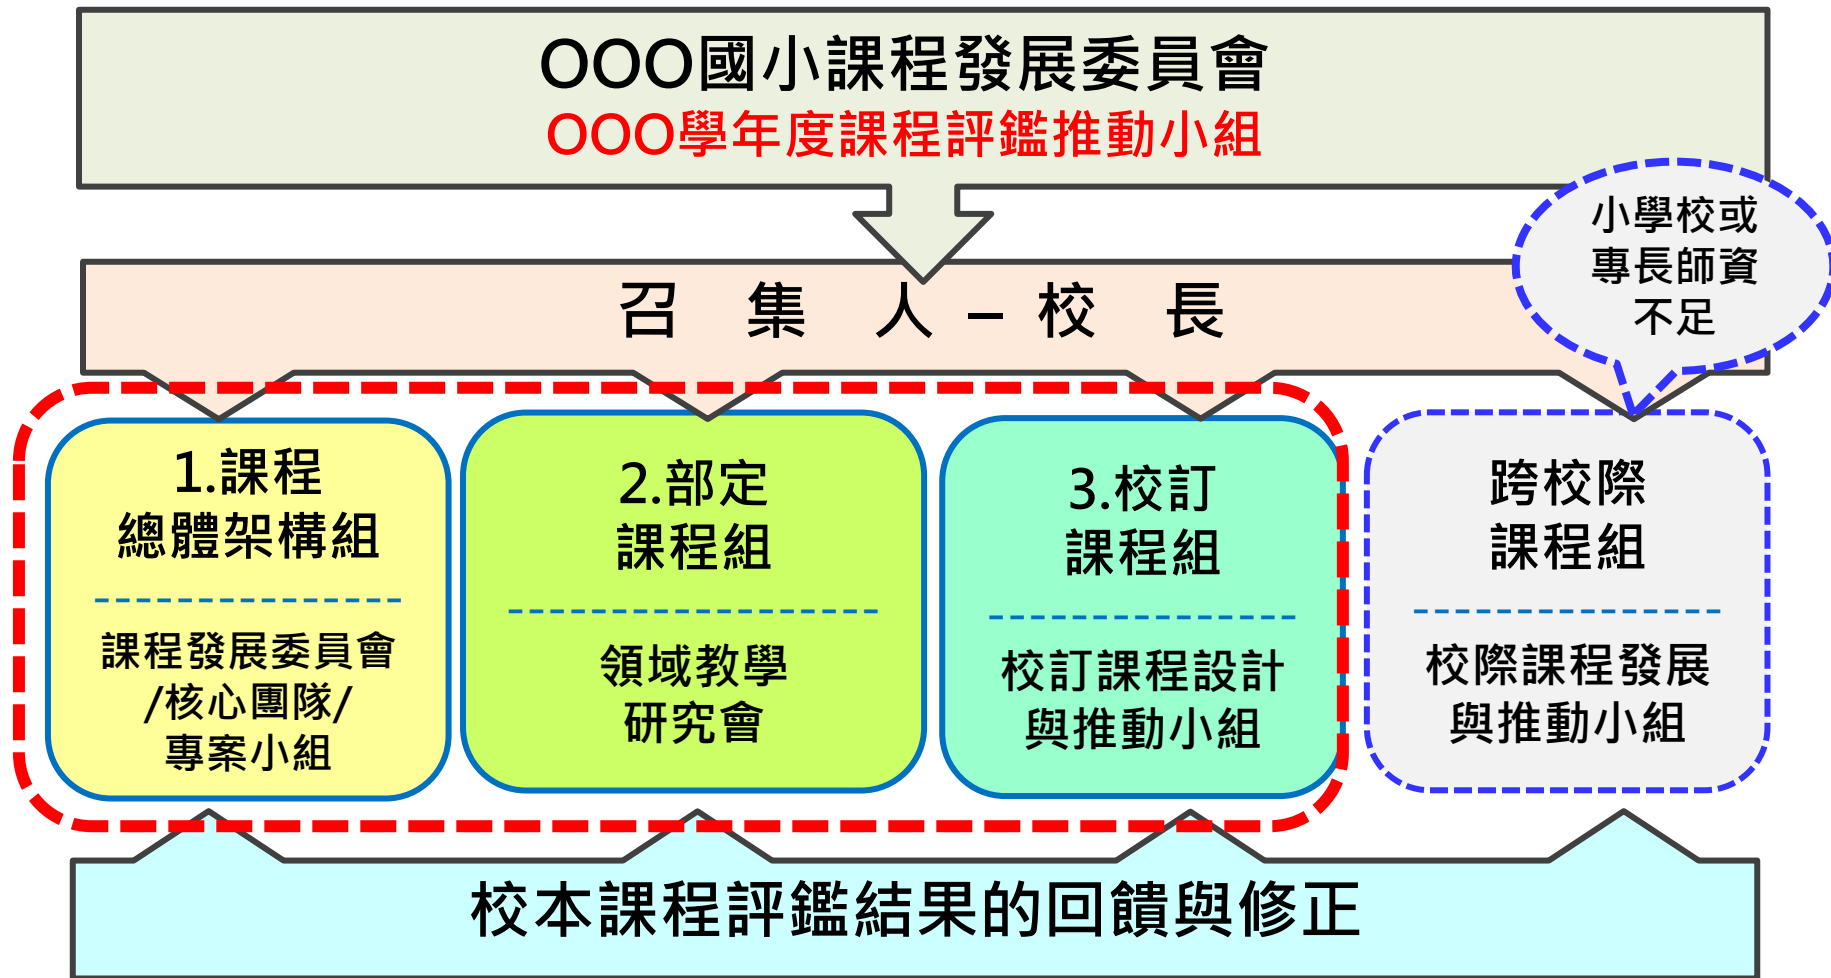 OOO國小課程發展委員會
OOO學年度課程評鑑推動小組
小學校或
專長師資
不足
召 集 人 – 校 長
1.課程
總體架構組
課程發展委員會
/核心團隊/
專案小組
2.部定
課程組
領域教學
研究會
3.校訂
課程組
校訂課程設計
與推動小組
跨校際
課程組
校際課程發展
與推動小組
校本課程評鑑結果的回饋與修正